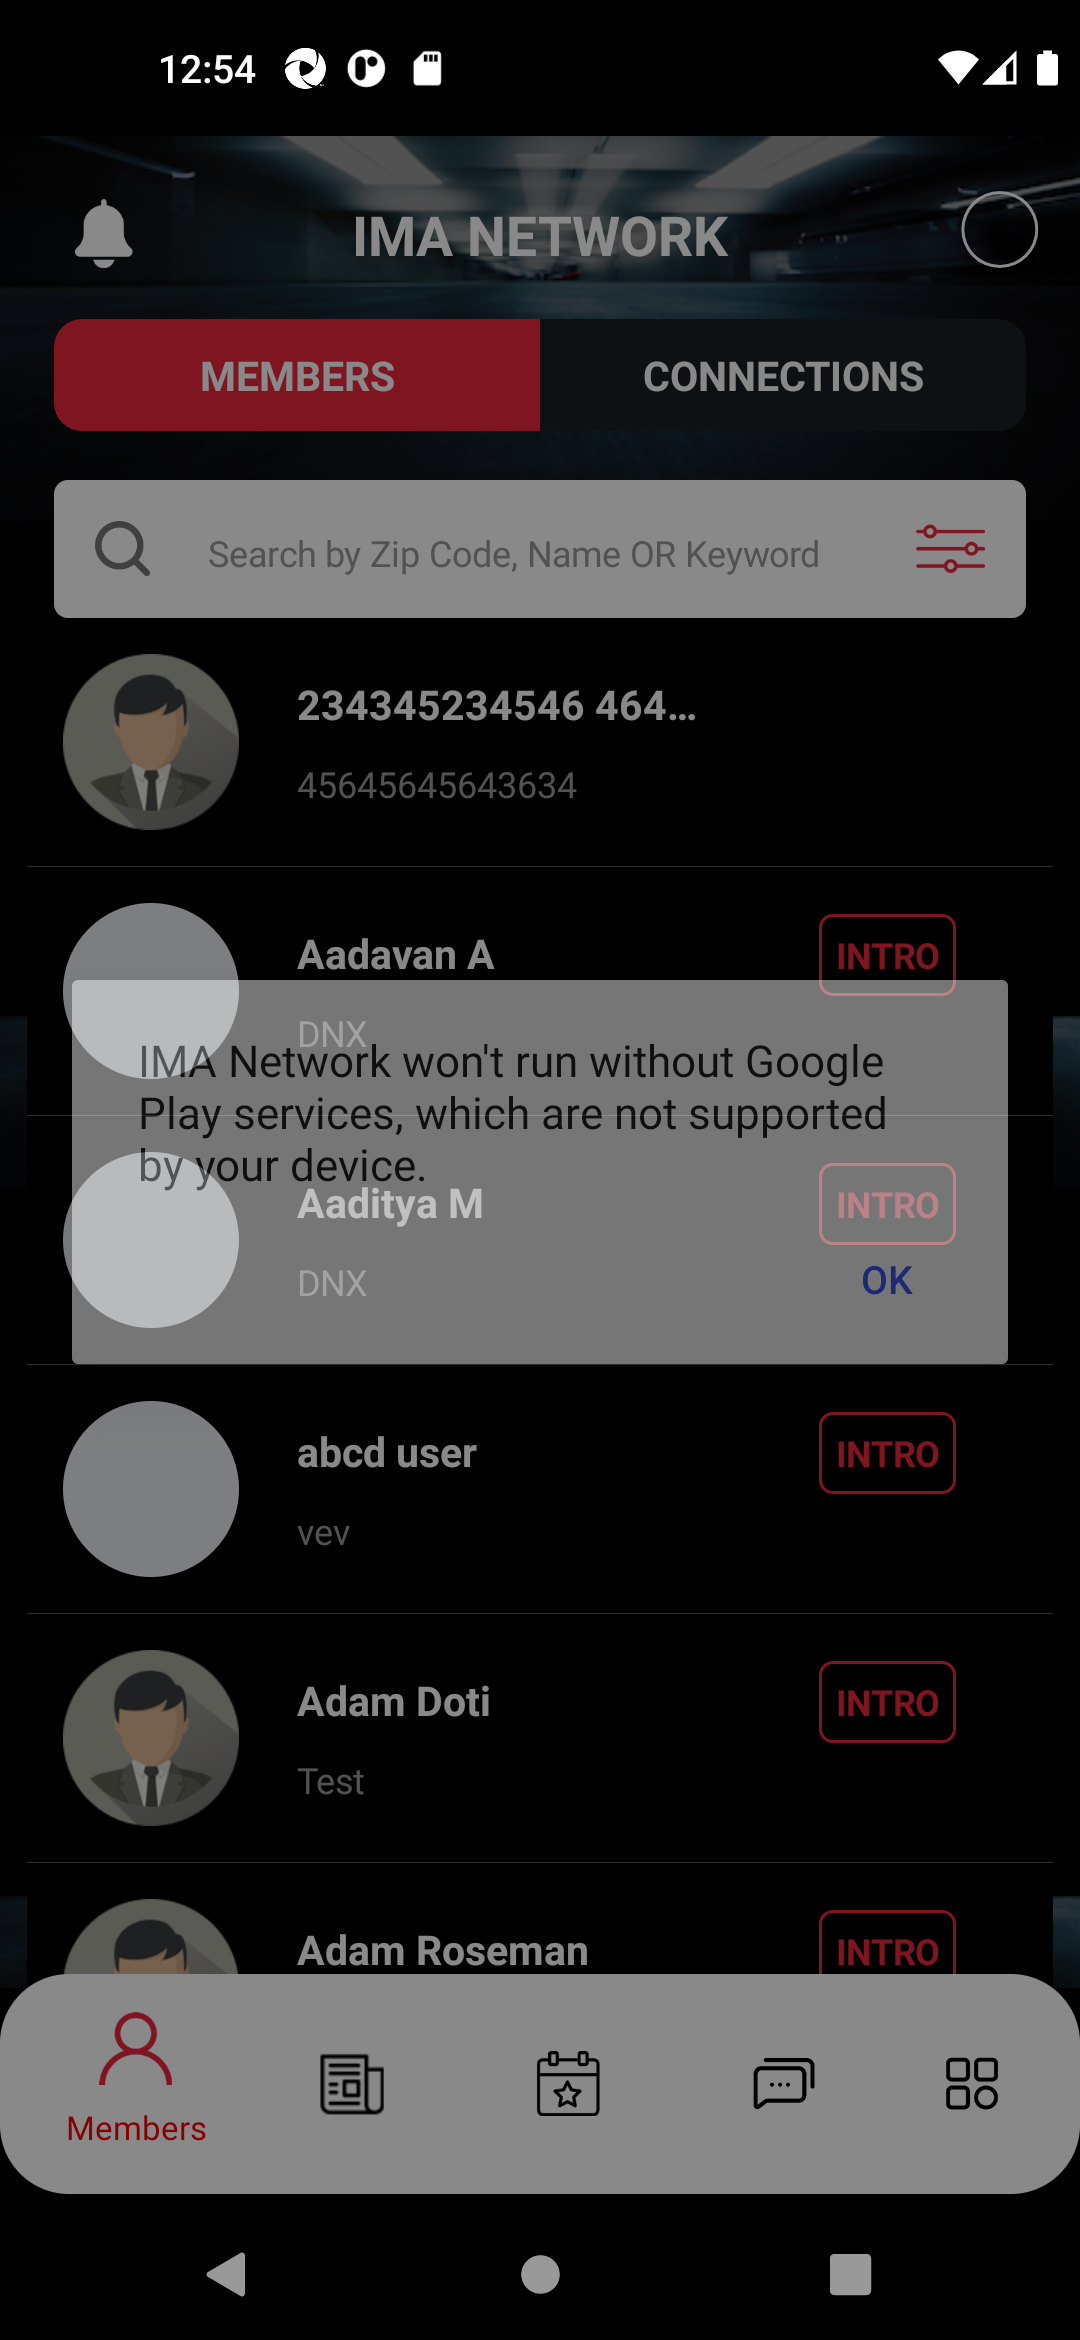 12:54
IMA NETWORK
MEMBERS
CONNECTIONS
Search by Zip Code, Name OR Keyword
234345234546 464...
45645645643634
Aadavan A
INTRO
DNX
IMA Network won't run without Google
Play services, which are not supported
by your device.
Aaditya M
INTRO
DNX
OK
abcd user
INTRO
vev
Adam Doti
INTRO
Test
Adam Roseman
INTRO
Members